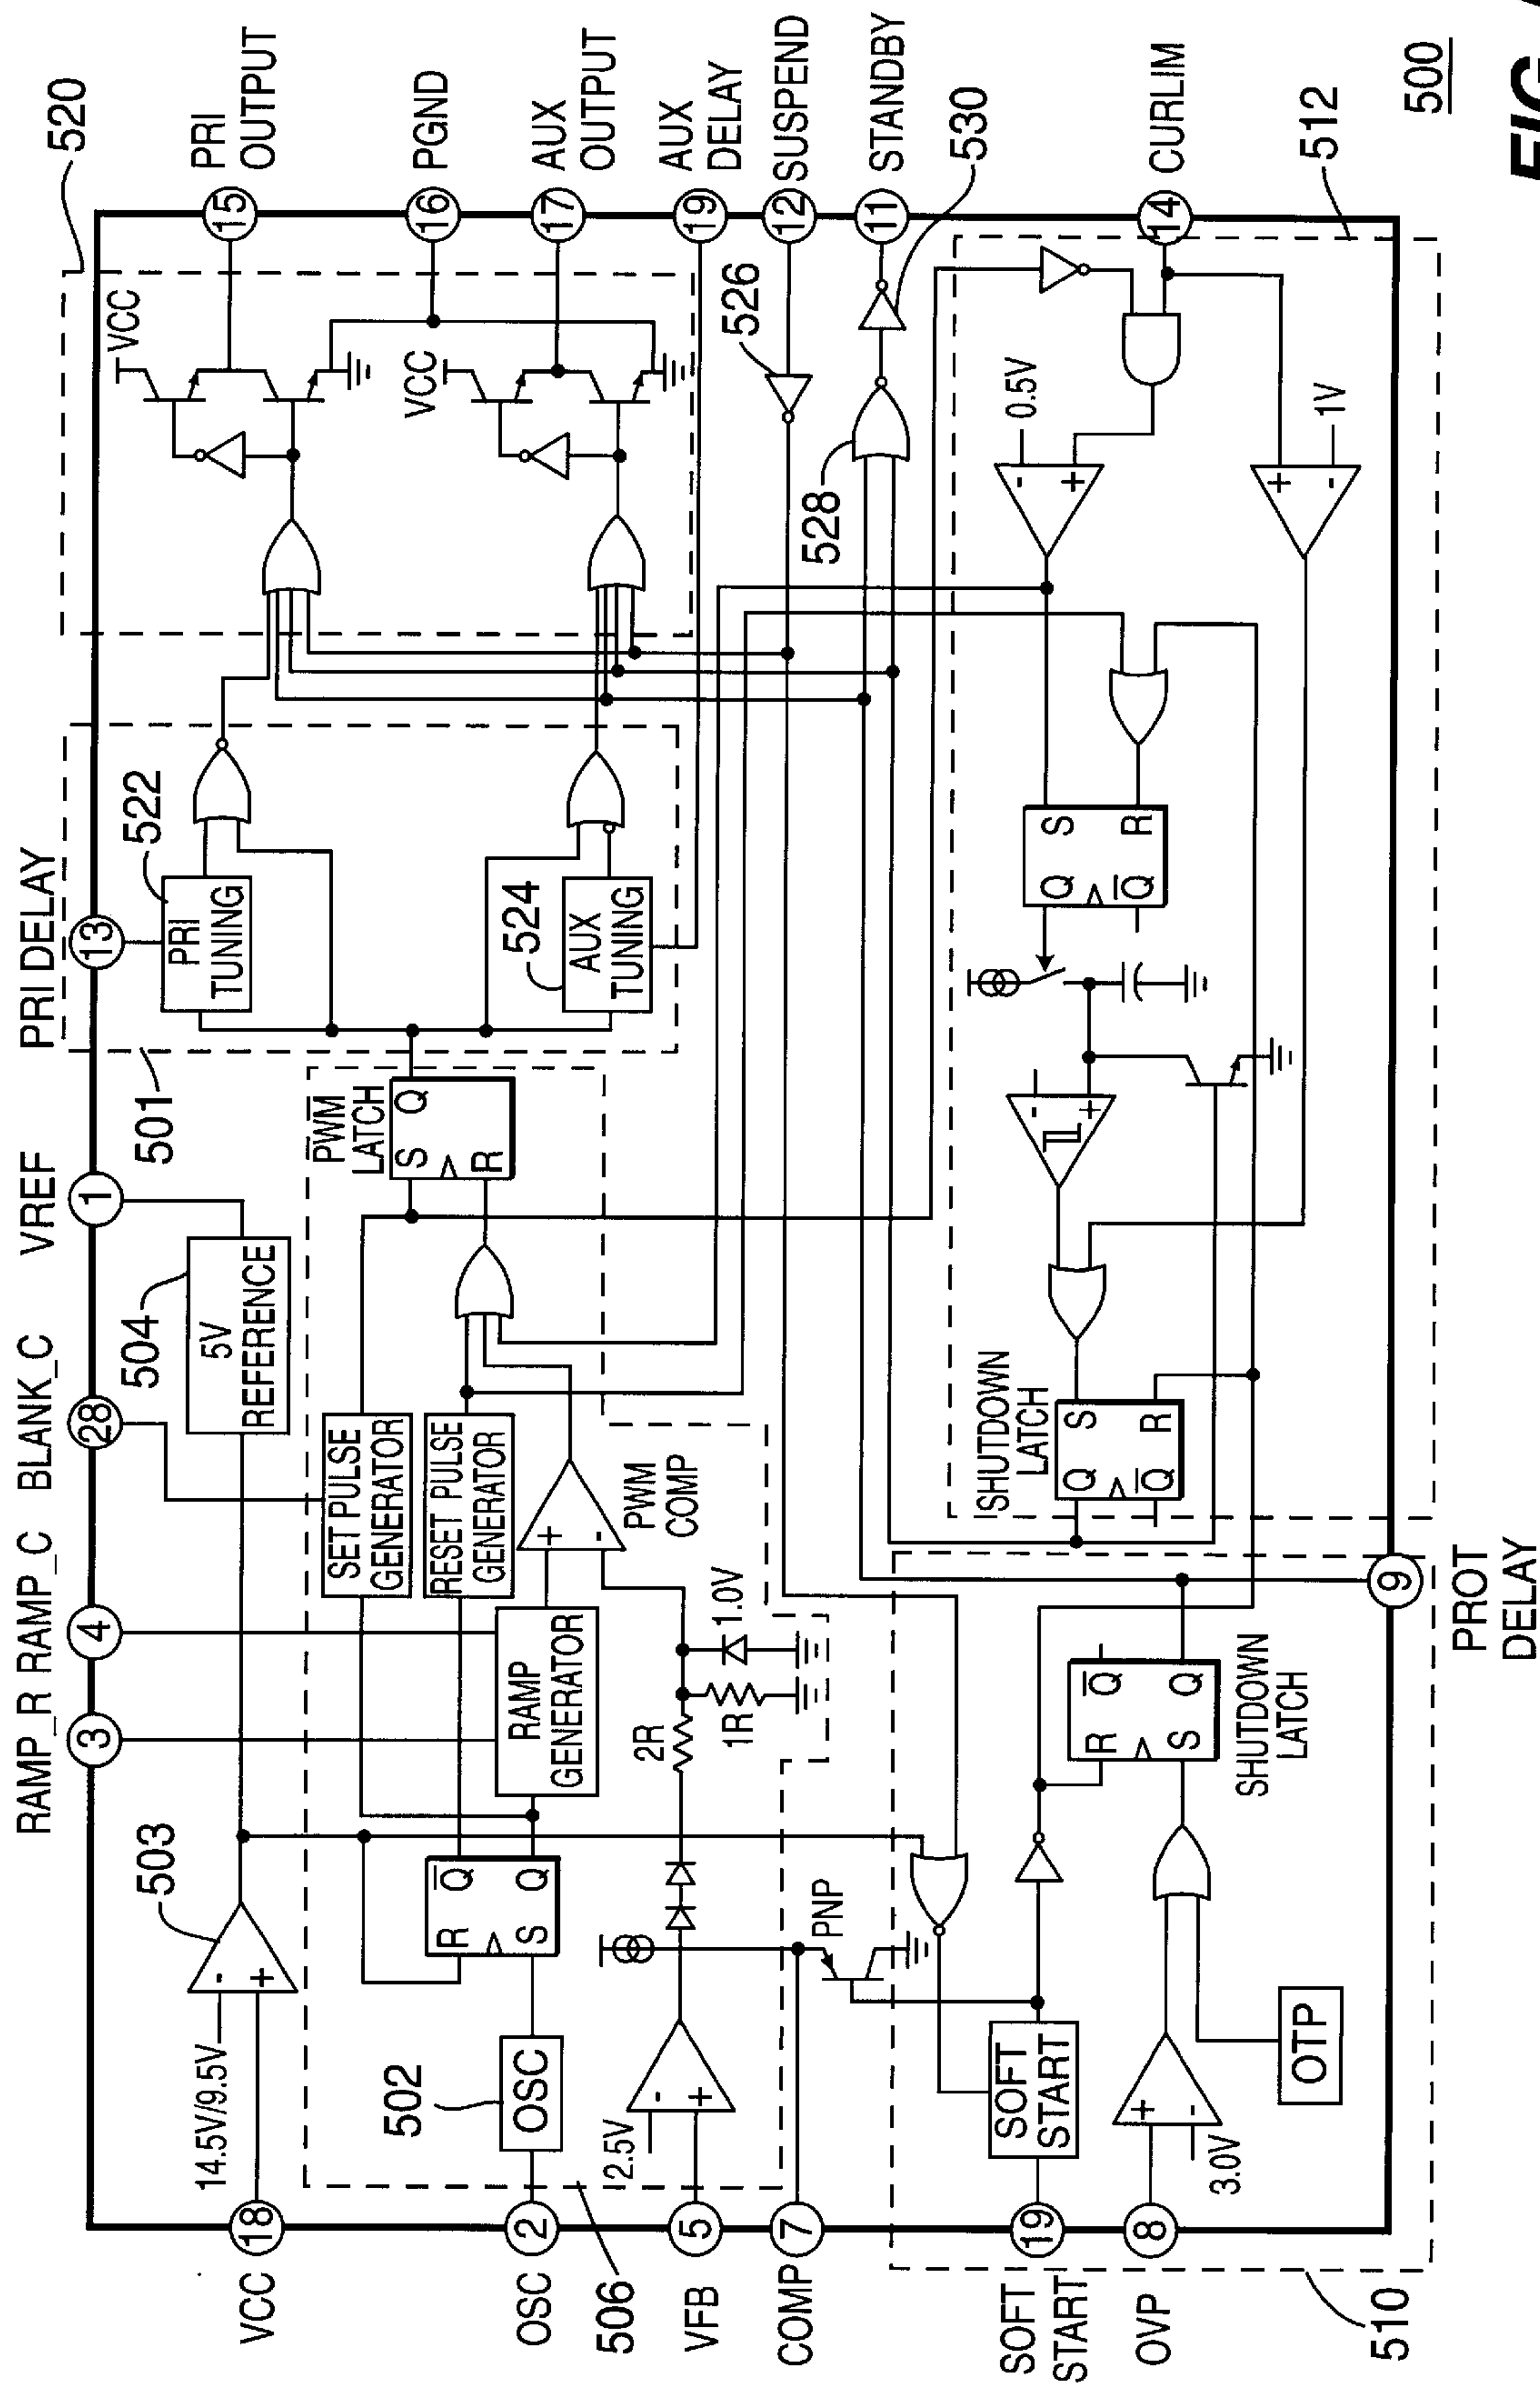 RAMP_R
RAMP_C
BLANK_C
VREF
PRI DELAY
3
4
28
1
13
520
VCC
18
14.5V/9.5V
-
+
503
504
5V
REFERENCE
501
522
PRI
TUNING
524
AUX
TUNING
VCC
VCC
15
PRI
OUTPUT
16
PGND
17
AUX
OUTPUT
19
AUX
DELAY
12
SUSPEND
11
STANDBY
530
14
CURLIM
512
500
OSC
2
502
OSC
R
S
Q
Q
SET PULSE
GENERATOR
RESET PULSE
GENERATOR
RAMP
GENERATOR
+
-
PWM
COMP
PWM
LATCH
S
R
Q
506
VFB
5
2.5V
-
+
2R
1R
1.0V
COMP
7
PNP
526
528
SOFT
START
19
SOFT
START
OVP
8
+
-
3.0V
OTP
R
S
Q
Q
SHUTDOWN
LATCH
510
9
PROT
DELAY
SHUTDOWN
LATCH
Q
S
Q
R
-
+
Q
S
Q
R
-
+
0.5V
+
-
1V